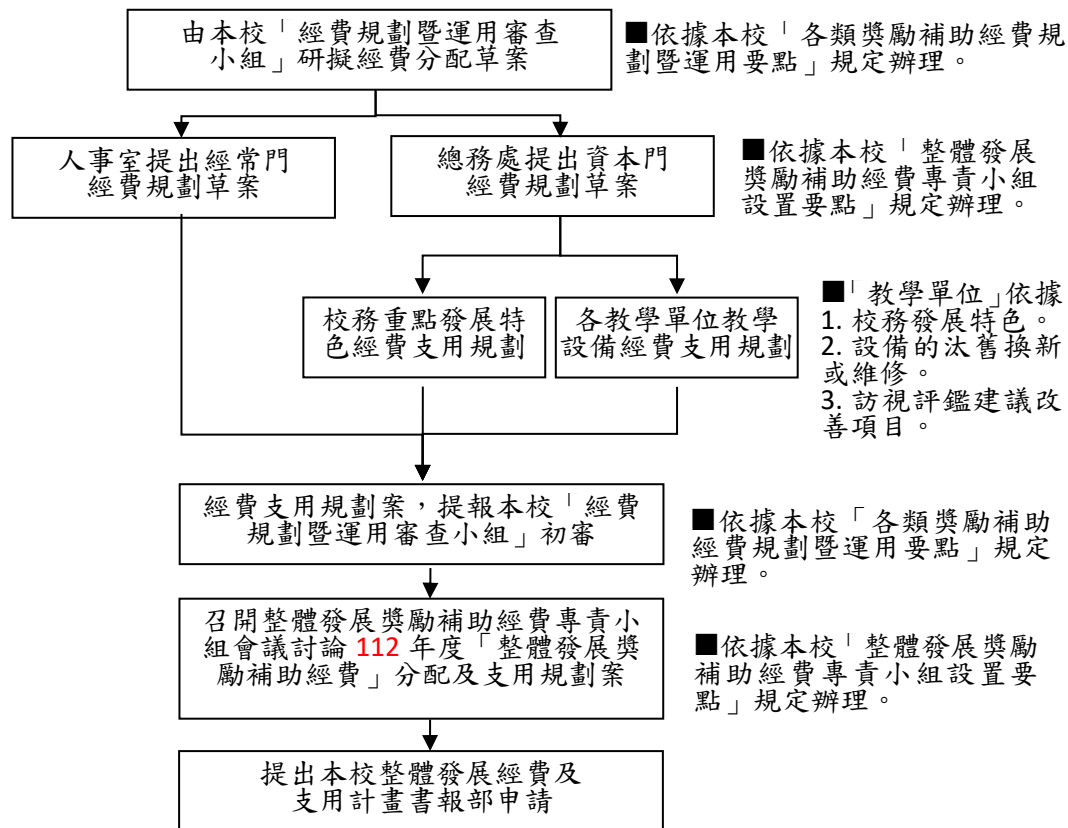 由本校「經費規劃暨運用審查
小組」研擬經費分配草案
■依據本校「各類獎勵補助經費規
劃暨運用要點」規定辦理。
人事室提出經常門
經費規劃草案
總務處提出資本門
經費規劃草案
■依據本校「整體發展
獎勵補助經費專責小組
設置要點」規定辦理。
校務重點發展特
色經費支用規劃
各教學單位教學
設備經費支用規劃
■「教學單位」依據
1. 校務發展特色。
2. 設備的汰舊換新
或維修。
3. 訪視評鑑建議改
善項目。
經費支用規劃案，提報本校「經費
規劃暨運用審查小組」初審
■依據本校「各類獎勵補助
經費規劃暨運用要點」規定
辦理。
召開整體發展獎勵補助經費專責小
組會議討論 112 年度「整體發展獎
勵補助經費」分配及支用規劃案
■依據本校「整體發展獎勵
補助經費專責小組設置要
點」規定辦理。
提出本校整體發展經費及
支用計畫書報部申請